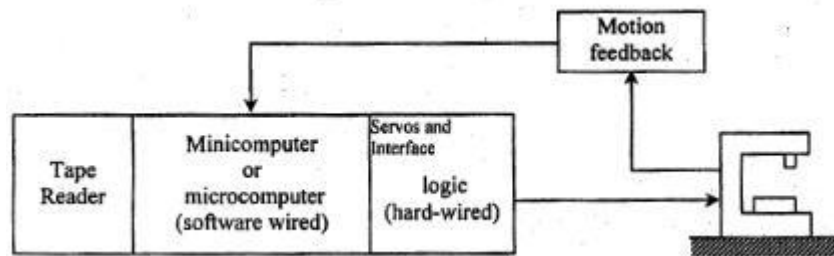 Motion
feedback
Tape
Reader
Minicomputer
or
microcomputer
(software wired)
Servos and
Interface
logic
(hard-wired)